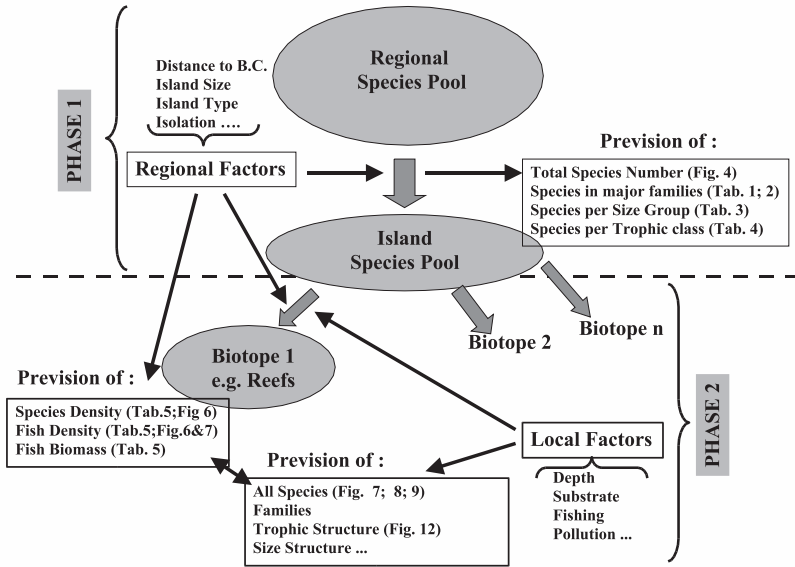 PHASE 1
Distance to B.C.
Island Size
Island Type
Isolation ....
Regional Factors
Regional
Species Pool
Prevision of :
Total Species Number (Fig. 4)
Species in major families (Tab. 1; 2)
Species per Size Group (Tab. 3)
Species per Trophic class (Tab. 4)
Island
Species Pool
Biotope 1
e.g. Reefs
Biotope 2
Biotope n
PHASE 2
Prevision of :
Species Density (Tab.5;Fig 6)
Fish Density (Tab.5;Fig.6&7)
Fish Biomass (Tab. 5)
Prevision of :
All Species (Fig. 7; 8; 9)
Families
Trophic Structure (Fig. 12)
Size Structure ...
Local Factors
Depth
Substrate
Fishing
Pollution ...